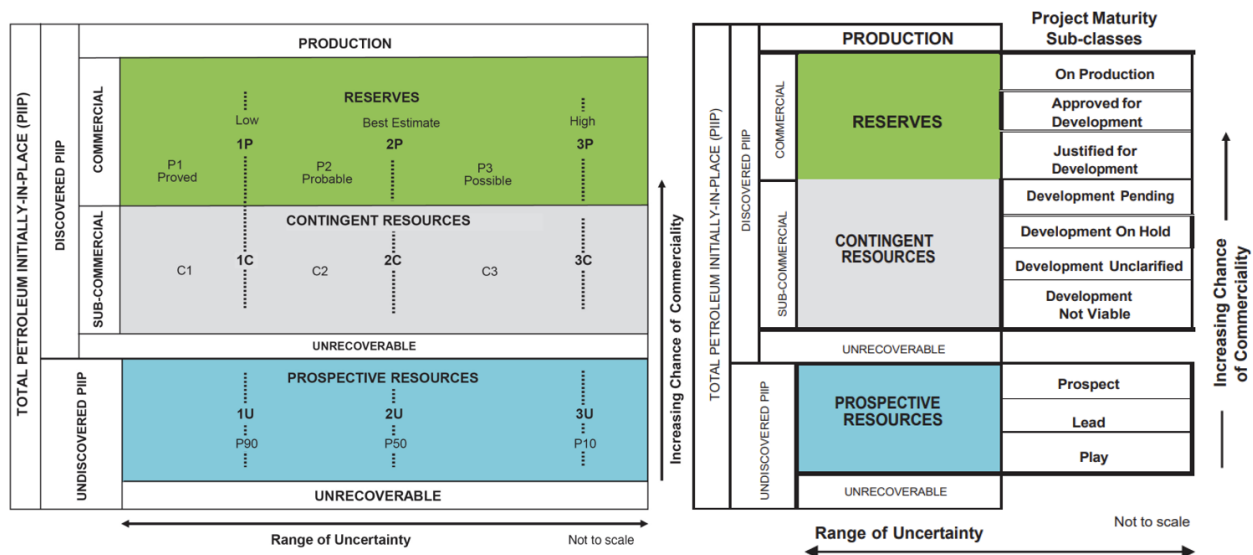 TOTAL PETROLEUM INITIALLY-IN-PLACE (PIIP)
DISCOVERED PIIP
UNDISCOVERED PIIP
COMMERCIAL
SUB-COMMERCIAL
PRODUCTION
RESERVES
Low
Best Estimate
High
1P
2P
3P
P1
Proved
P2
Probable
P3
Possible
CONTINGENT RESOURCES
1C
2C
3C
C1
C2
C3
UNRECOVERABLE
PROSPECTIVE RESOURCES
1U
2U
3U
P90
P50
P10
UNRECOVERABLE
Increasing Chance of Commerciality
Range of Uncertainty
Not to scale
Project Maturity
Sub-classes
TOTAL PETROLEUM INITIALLY-IN-PLACE (PIIP)
DISCOVERED PIIP
UNDISCOVERED PIIP
COMMERCIAL
SUB-COMMERCIAL
PRODUCTION
RESERVES
On Production
Approved for
Development
Justified for
Development
CONTINGENT
RESOURCES
Development Pending
Development On Hold
Development Unclarified
Development
Not Viable
UNRECOVERABLE
PROSPECTIVE
RESOURCES
Prospect
Lead
Play
UNRECOVERABLE
Increasing Chance
of Commerciality
Range of Uncertainty
Not to scale